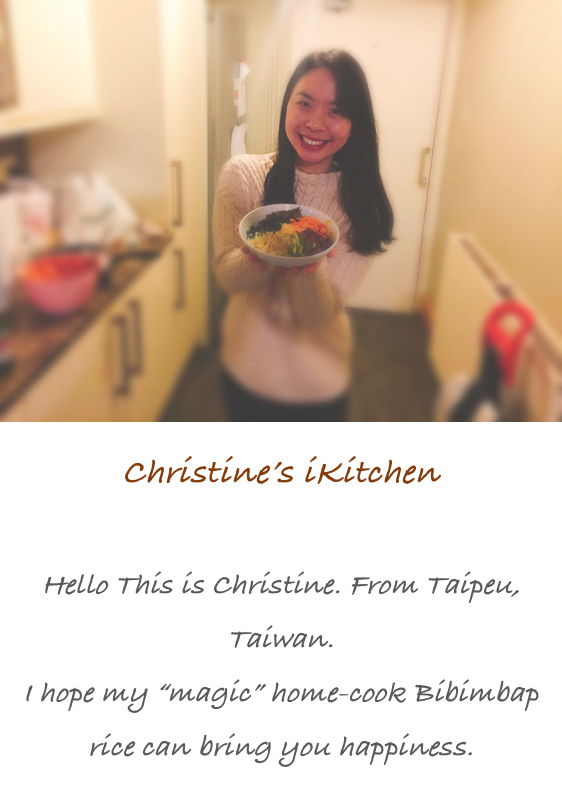 Christine's iKitchen
Hello This is Christine. From Taipeu,
Taiwan.
I hope my “magic” home-cook Bibimbap
rice can bring you happiness.